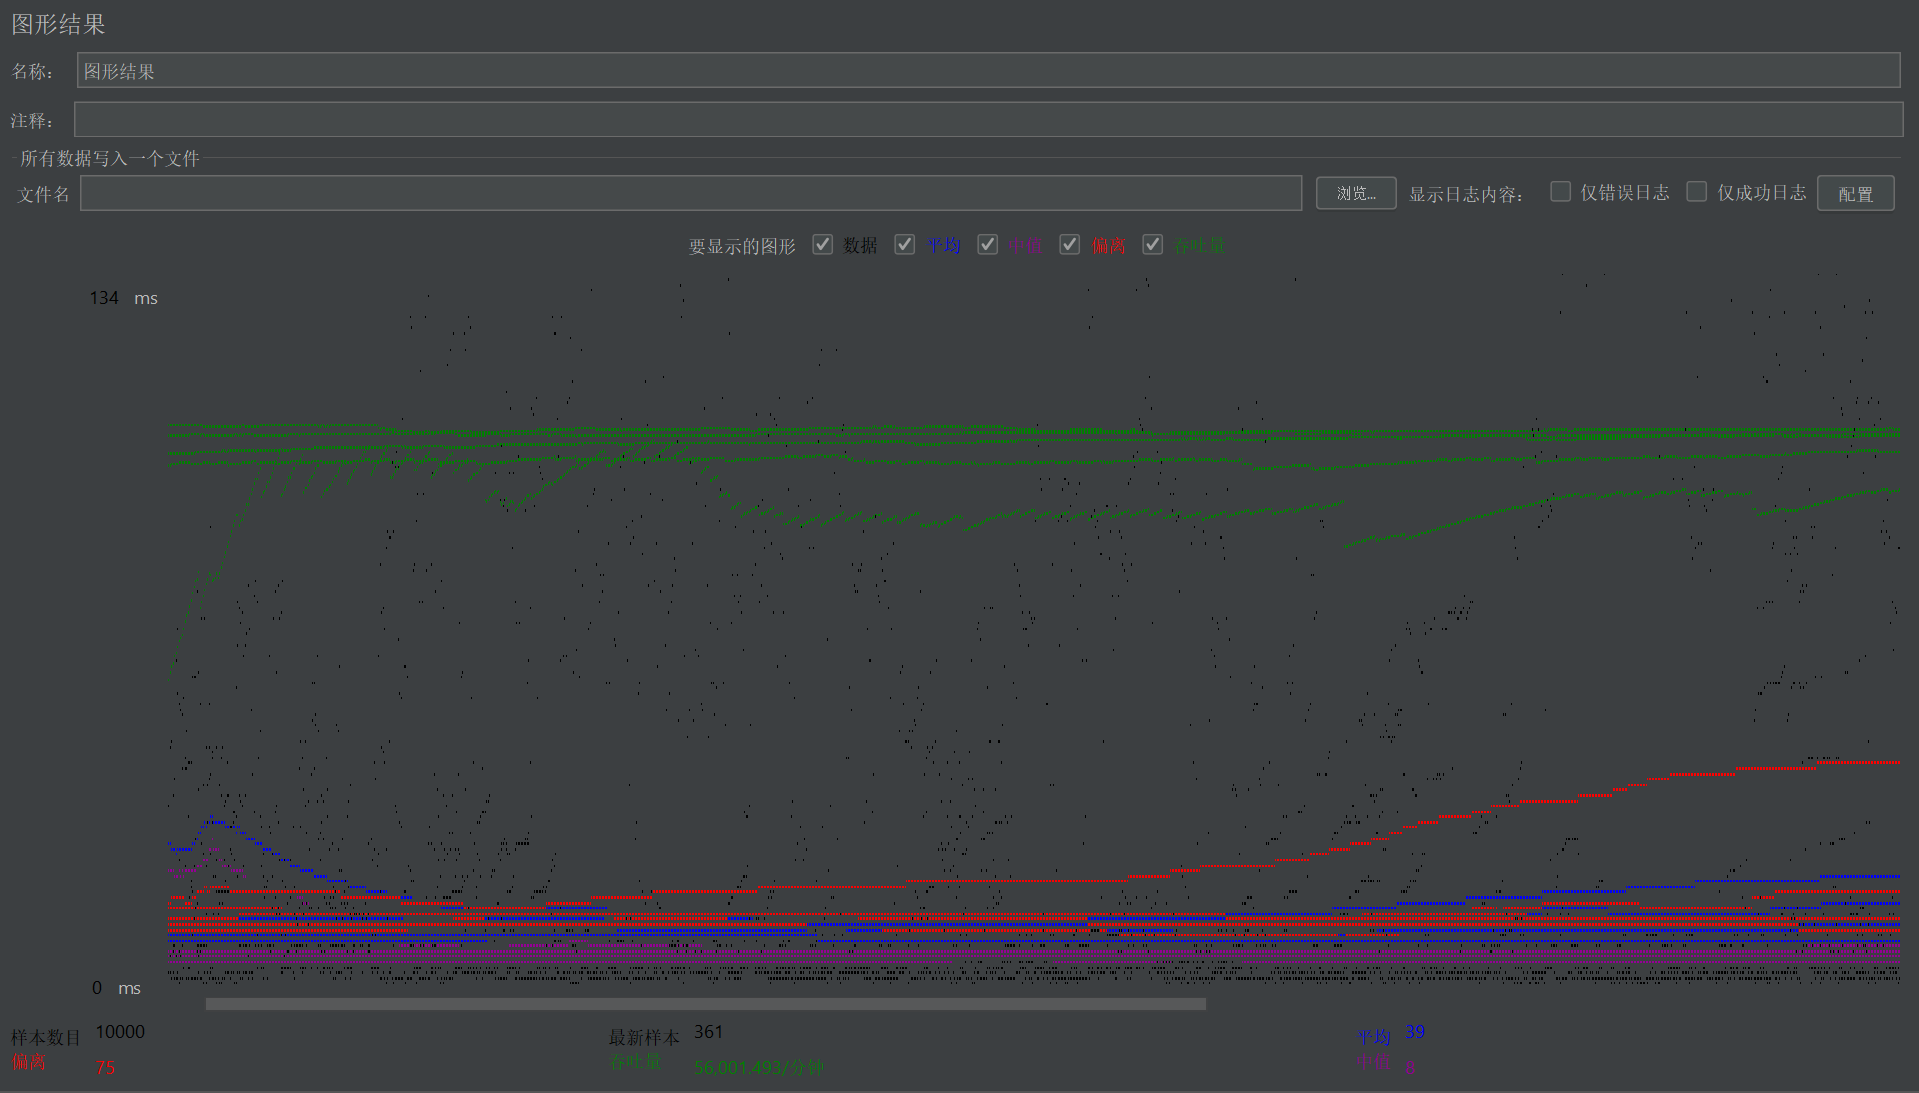 图形结果
名称： 图形结果
注释：
所有数据写入一个文件
文件名 浏览... 显示日志内容： 仅错误日志 仅成功日志 配置
要显示的图形 数据 平均 中值 偏离 吞吐量
134 ms
0 ms
样本数目 10000 最新样本 361 平均 39
偏离 75 吞吐量 56,001.493/分钟 中值